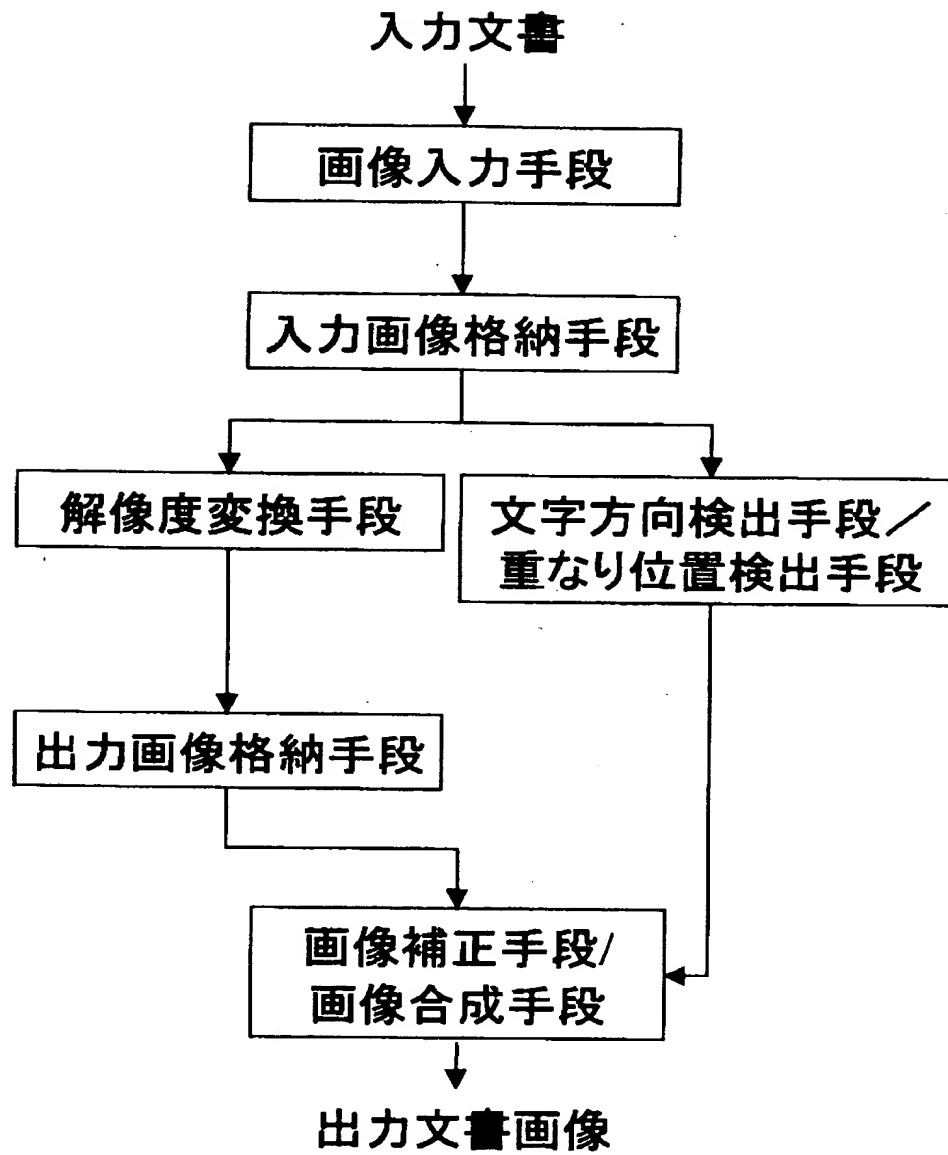 入力文書
画像入力手段
入力画像格納手段
解像度変換手段
文字方向検出手段／
重なり位置検出手段
出力画像格納手段
画像補正手段/
画像合成手段
出力文書画像